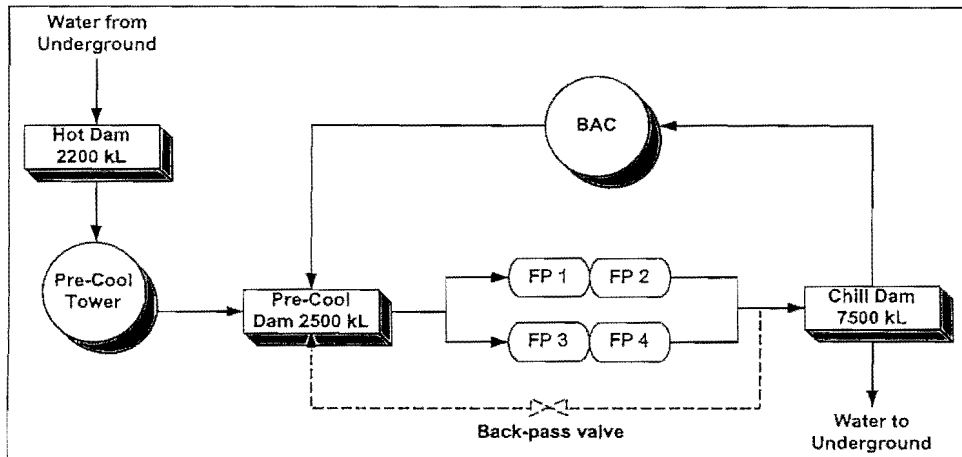 Water from
Underground
Hot Dam
2200 kL
BAC
Pre-Cool
Tower
Pre-Cool
Dam 2500 kL
FP 1
FP 2
FP 3
FP 4
Chill Dam
7500 kL
Back-pass valve
Water to
Underground